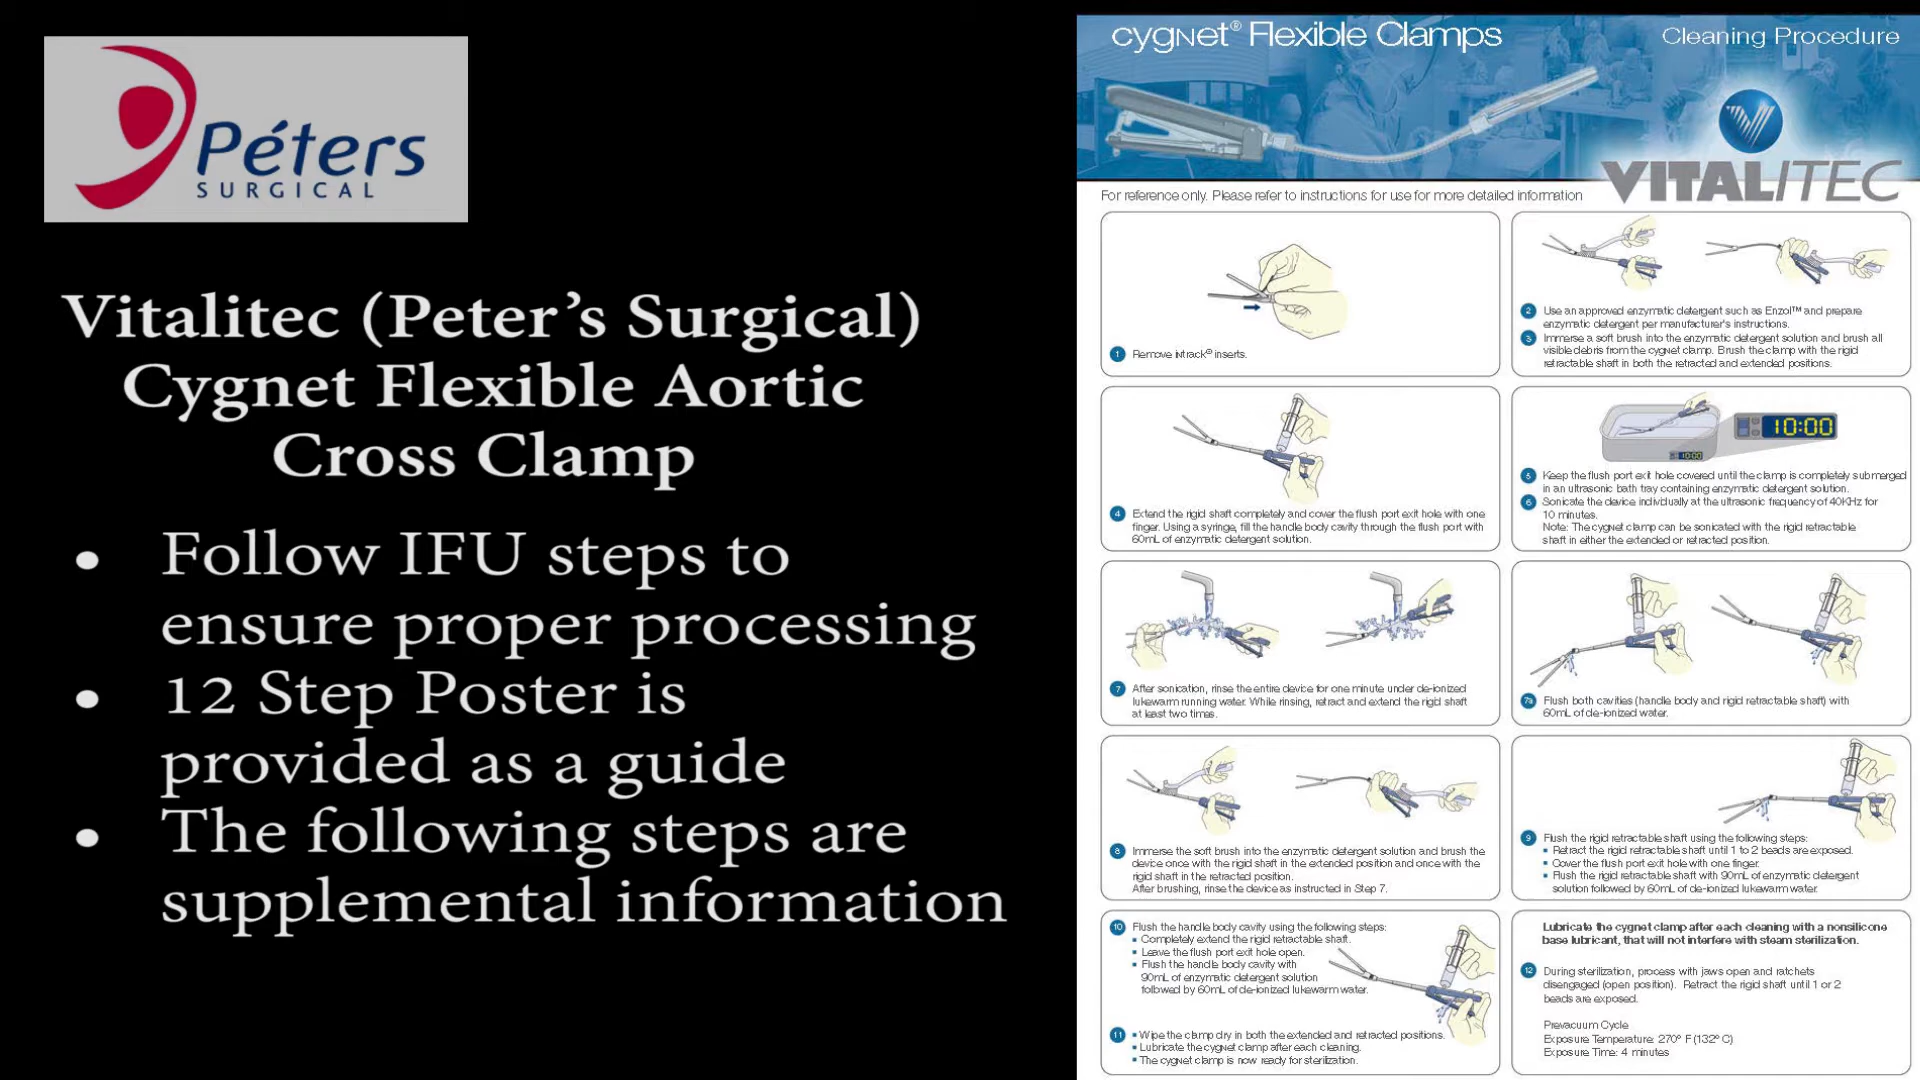 Péters
SURGICAL
Vitalitec (Peter’s Surgical)
Cygnet Flexible Aortic
Cross Clamp
• Follow IFU steps to
ensure proper processing
• 12 Step Poster is
provided as a guide
• The following steps are
supplemental information
cygnet® Flexible Clamps
Cleaning Procedure
VITALITEC
For reference only. Please refer to instructions for use for more detailed information
1 Remove intrack® inserts.
2 Use an approved enzymatic detergent such as Enzol™ and prepare
enzymatic detergent per manufacturer's instructions.
3 Immerse a soft brush into the enzymatic detergent solution and brush all
visible debris from the cygnet clamp. Brush the clamp with the rigid
retractable shaft in both the retracted and extended positions.
4 Extend the rigid shaft completely and cover the flush port exit hole with one
finger. Using a syringe, fill the handle body cavity through the flush port with
60mL of enzymatic detergent solution.
10:00
10:00
5 Keep the flush port exit hole covered until the clamp is completely submerged
in an ultrasonic bath tray containing enzymatic detergent solution.
6 Sonicate the device individually at the ultrasonic frequency of 40KHz for
10 minutes.
Note: The cygnet clamp can be sonicated with the rigid retractable
shaft in either the extended or retracted position.
7 After sonication, rinse the entire device for one minute under de-ionized
lukewarm running water. While rinsing, retract and extend the rigid shaft
at least two times.
7a Flush both cavities (handle body and rigid retractable shaft) with
60mL of de-ionized water.
8 Immerse the soft brush into the enzymatic detergent solution and brush the
device once with the rigid shaft in the extended position and once with the
rigid shaft in the retracted position.
After brushing, rinse the device as instructed in Step 7.
9 Flush the rigid retractable shaft using the following steps:
▪ Retract the rigid retractable shaft until 1 to 2 beads are exposed.
▪ Cover the flush port exit hole with one finger.
▪ Flush the rigid retractable shaft with 90mL of enzymatic detergent
solution followed by 60mL of de-ionized lukewarm water.
10 Flush the handle body cavity using the following steps:
▪ Completely extend the rigid retractable shaft.
▪ Leave the flush port exit hole open.
▪ Flush the handle body cavity with
90mL of enzymatic detergent solution
followed by 60mL of de-ionized lukewarm water.
11 ▪ Wipe the clamp dry in both the extended and retracted positions.
▪ Lubricate the cygnet clamp after each cleaning.
▪ The cygnet clamp is now ready for sterilization.
Lubricate the cygnet clamp after each cleaning with a nonsilicone
base lubricant, that will not interfere with steam sterilization.
12 During sterilization, process with jaws open and ratchets
disengaged (open position). Retract the rigid shaft until 1 or 2
beads are exposed.
Prevacuum Cycle
Exposure Temperature: 270º F (132º C)
Exposure Time: 4 minutes